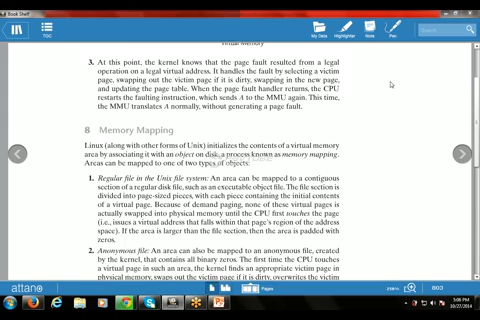 Book Shelf
TOC
My Data
Highlighter
Note
Pen
Search
Virtual Memory
3. At this point, the kernel knows that the page fault resulted from a legal
operation on a legal virtual address. It handles the fault by selecting a victim
page, swapping out the victim page if it is dirty, swapping in the new page,
and updating the page table. When the page fault handler returns, the CPU
restarts the faulting instruction, which sends A to the MMU again. This time,
the MMU translates A normally, without generating a page fault.
8 Memory Mapping
Linux (along with other forms of Unix) initializes the contents of a virtual memory
area by associating it with an object on disk, a process known as memory mapping.
Areas can be mapped to one of two types of objects:
1. Regular file in the Unix file system: An area can be mapped to a contiguous
section of a regular disk file, such as an executable object file. The file section is
divided into page-sized pieces, with each piece containing the initial contents
of a virtual page. Because of demand paging, none of these virtual pages is
actually swapped into physical memory until the CPU first touches the page
(i.e., issues a virtual address that falls within that page's region of the address
space). If the area is larger than the file section, then the area is padded with
zeros.
2. Anonymous file: An area can also be mapped to an anonymous file, created
by the kernel, that contains all binary zeros. The first time the CPU touches
a virtual page in such an area, the kernel finds an appropriate victim page in
physical memory, swaps out the victim page if it is dirty, overwrites the victim
attano
Pages
ZOOM
603
5:06 PM
10/27/2014